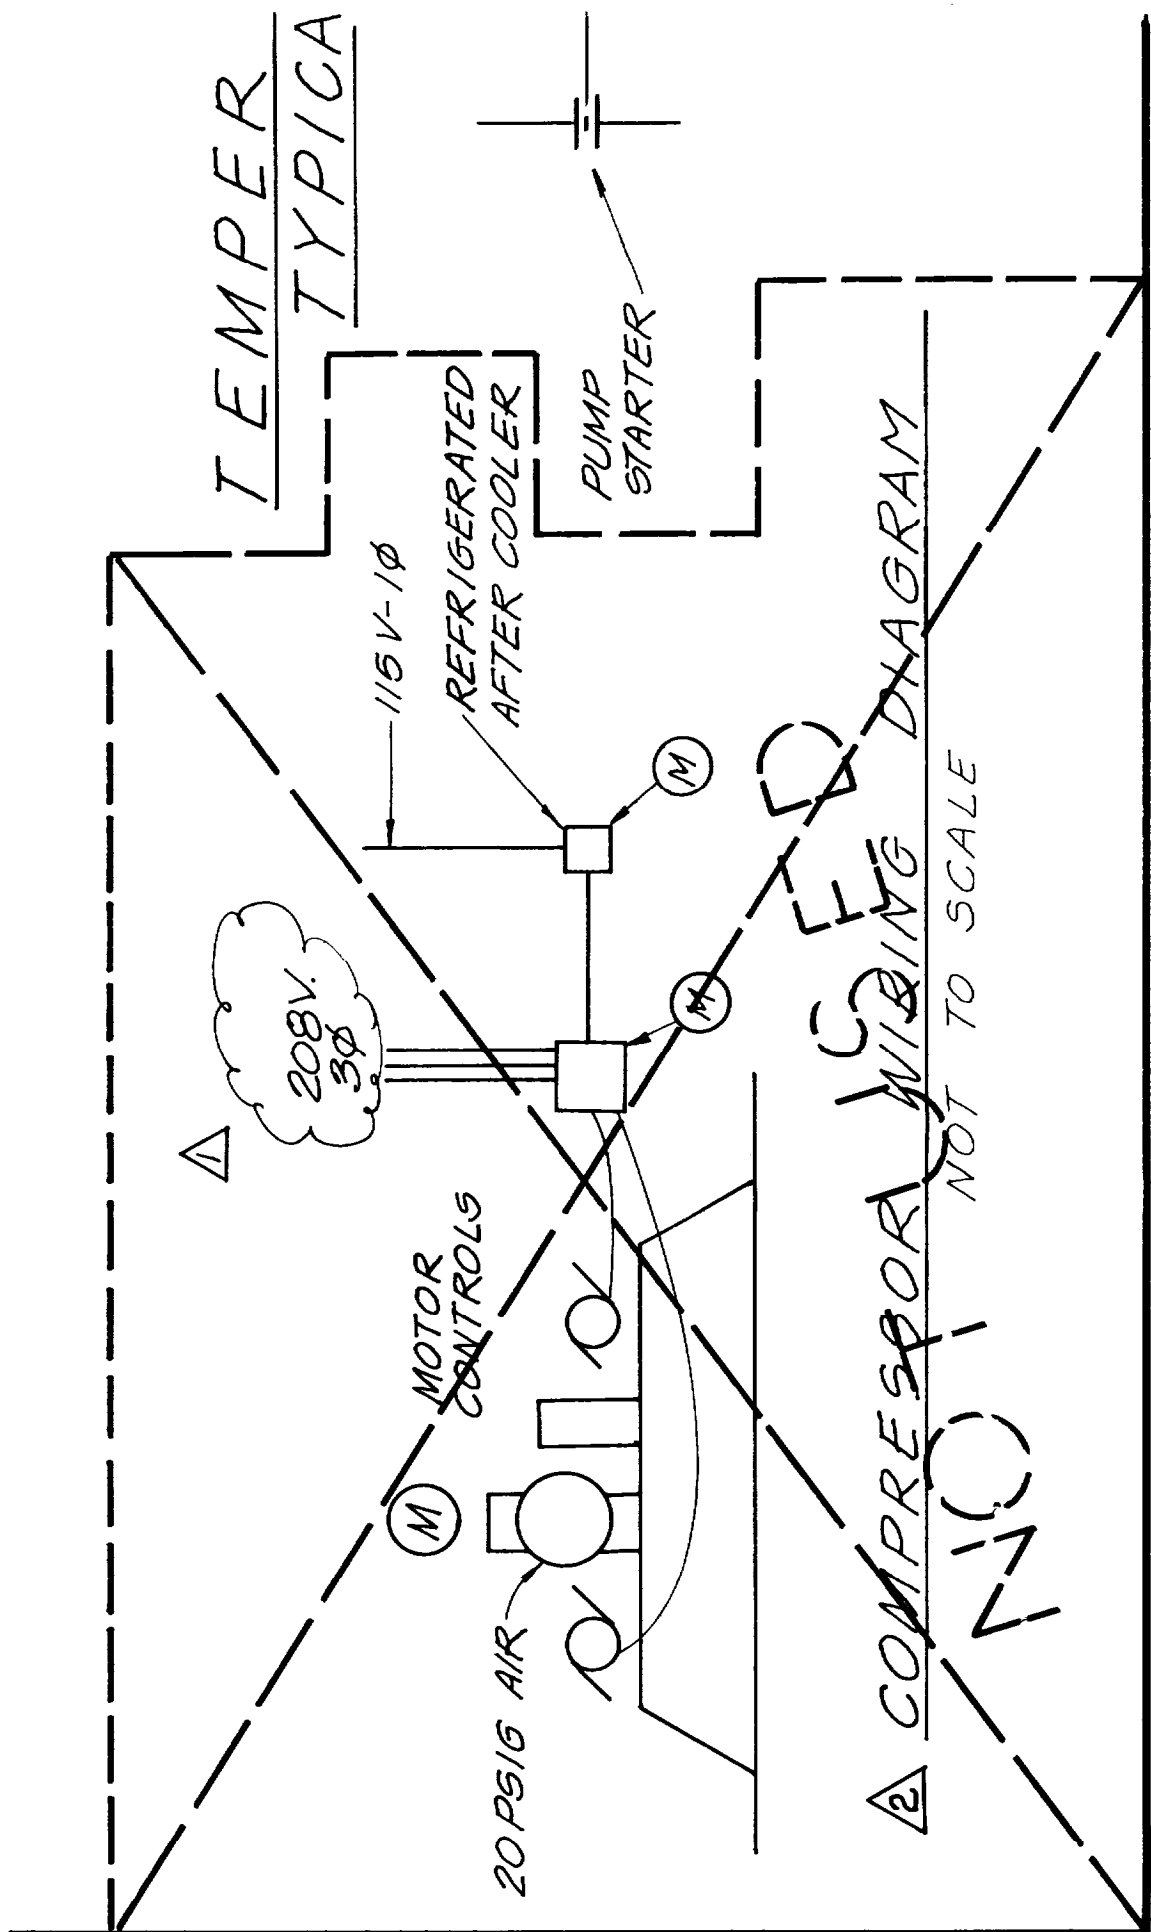 TEMPER
TYPICA
1
208V.
3Ø
115V-1Ø
REFRIGERATED
AFTER COOLER
MOTOR
CONTROLS
M
M
M
20PSIG AIR
PUMP
STARTER
2 COMPRESSOR WIRING DIAGRAM
NOT TO SCALE
NOT USED